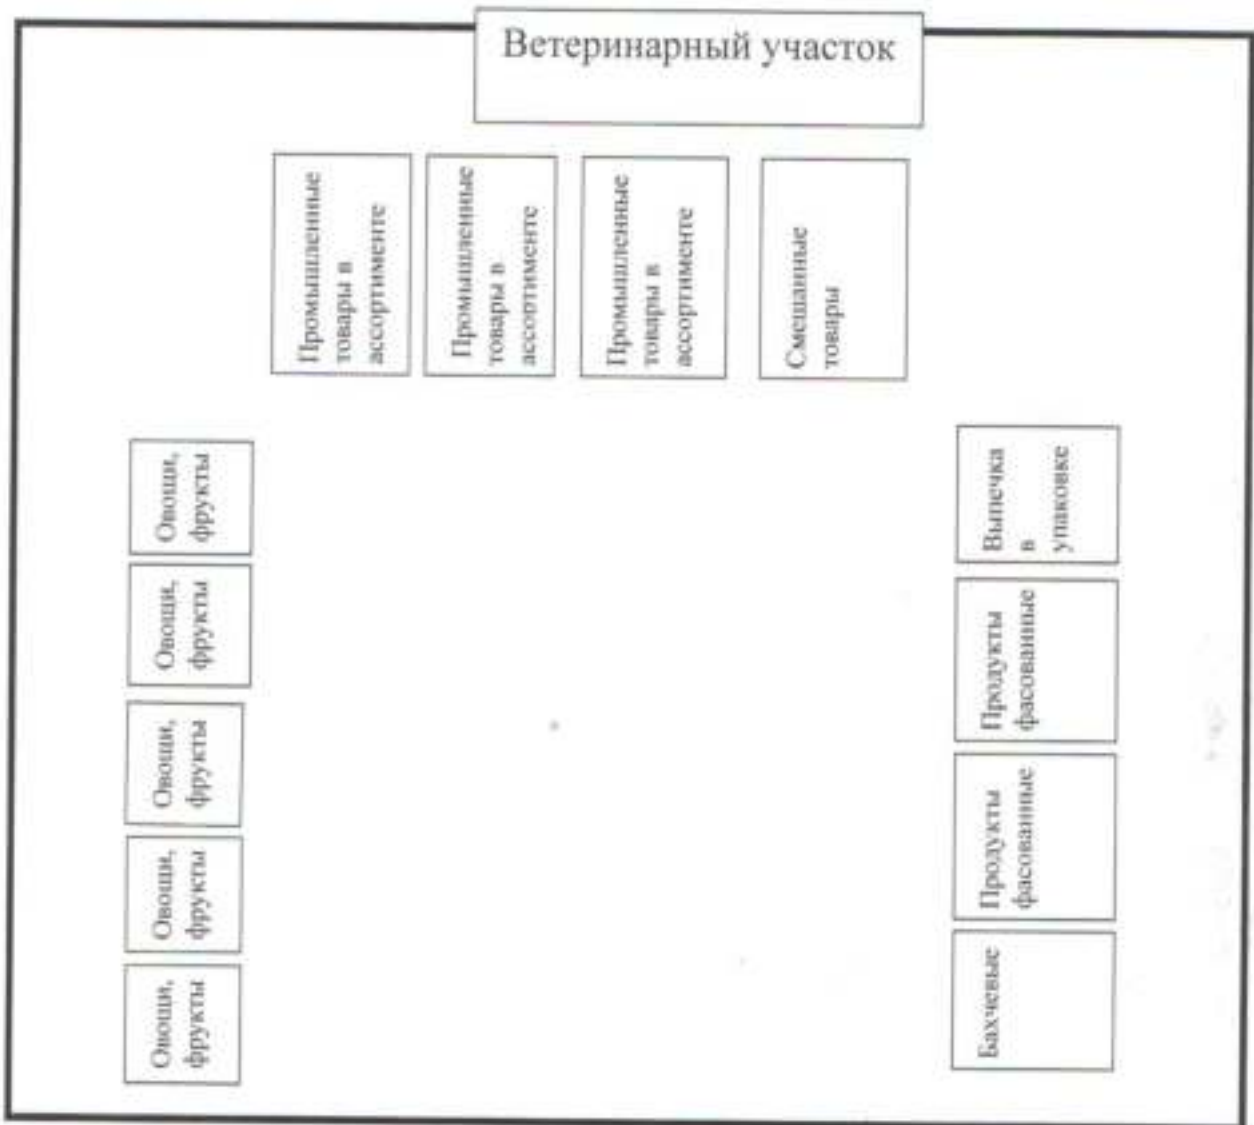 Ветеринарный участок
Промышленные
товары в
ассортименте
Промышленные
товары в
ассортименте
Промышленные
товары в
ассортименте
Смешанные
товары
Овощи,
фрукты
Овощи,
фрукты
Овощи,
фрукты
Овощи,
фрукты
Овощи,
фрукты
Выпечка
в
упаковке
Продукты
фасованные
Продукты
фасованные
Бахчевые